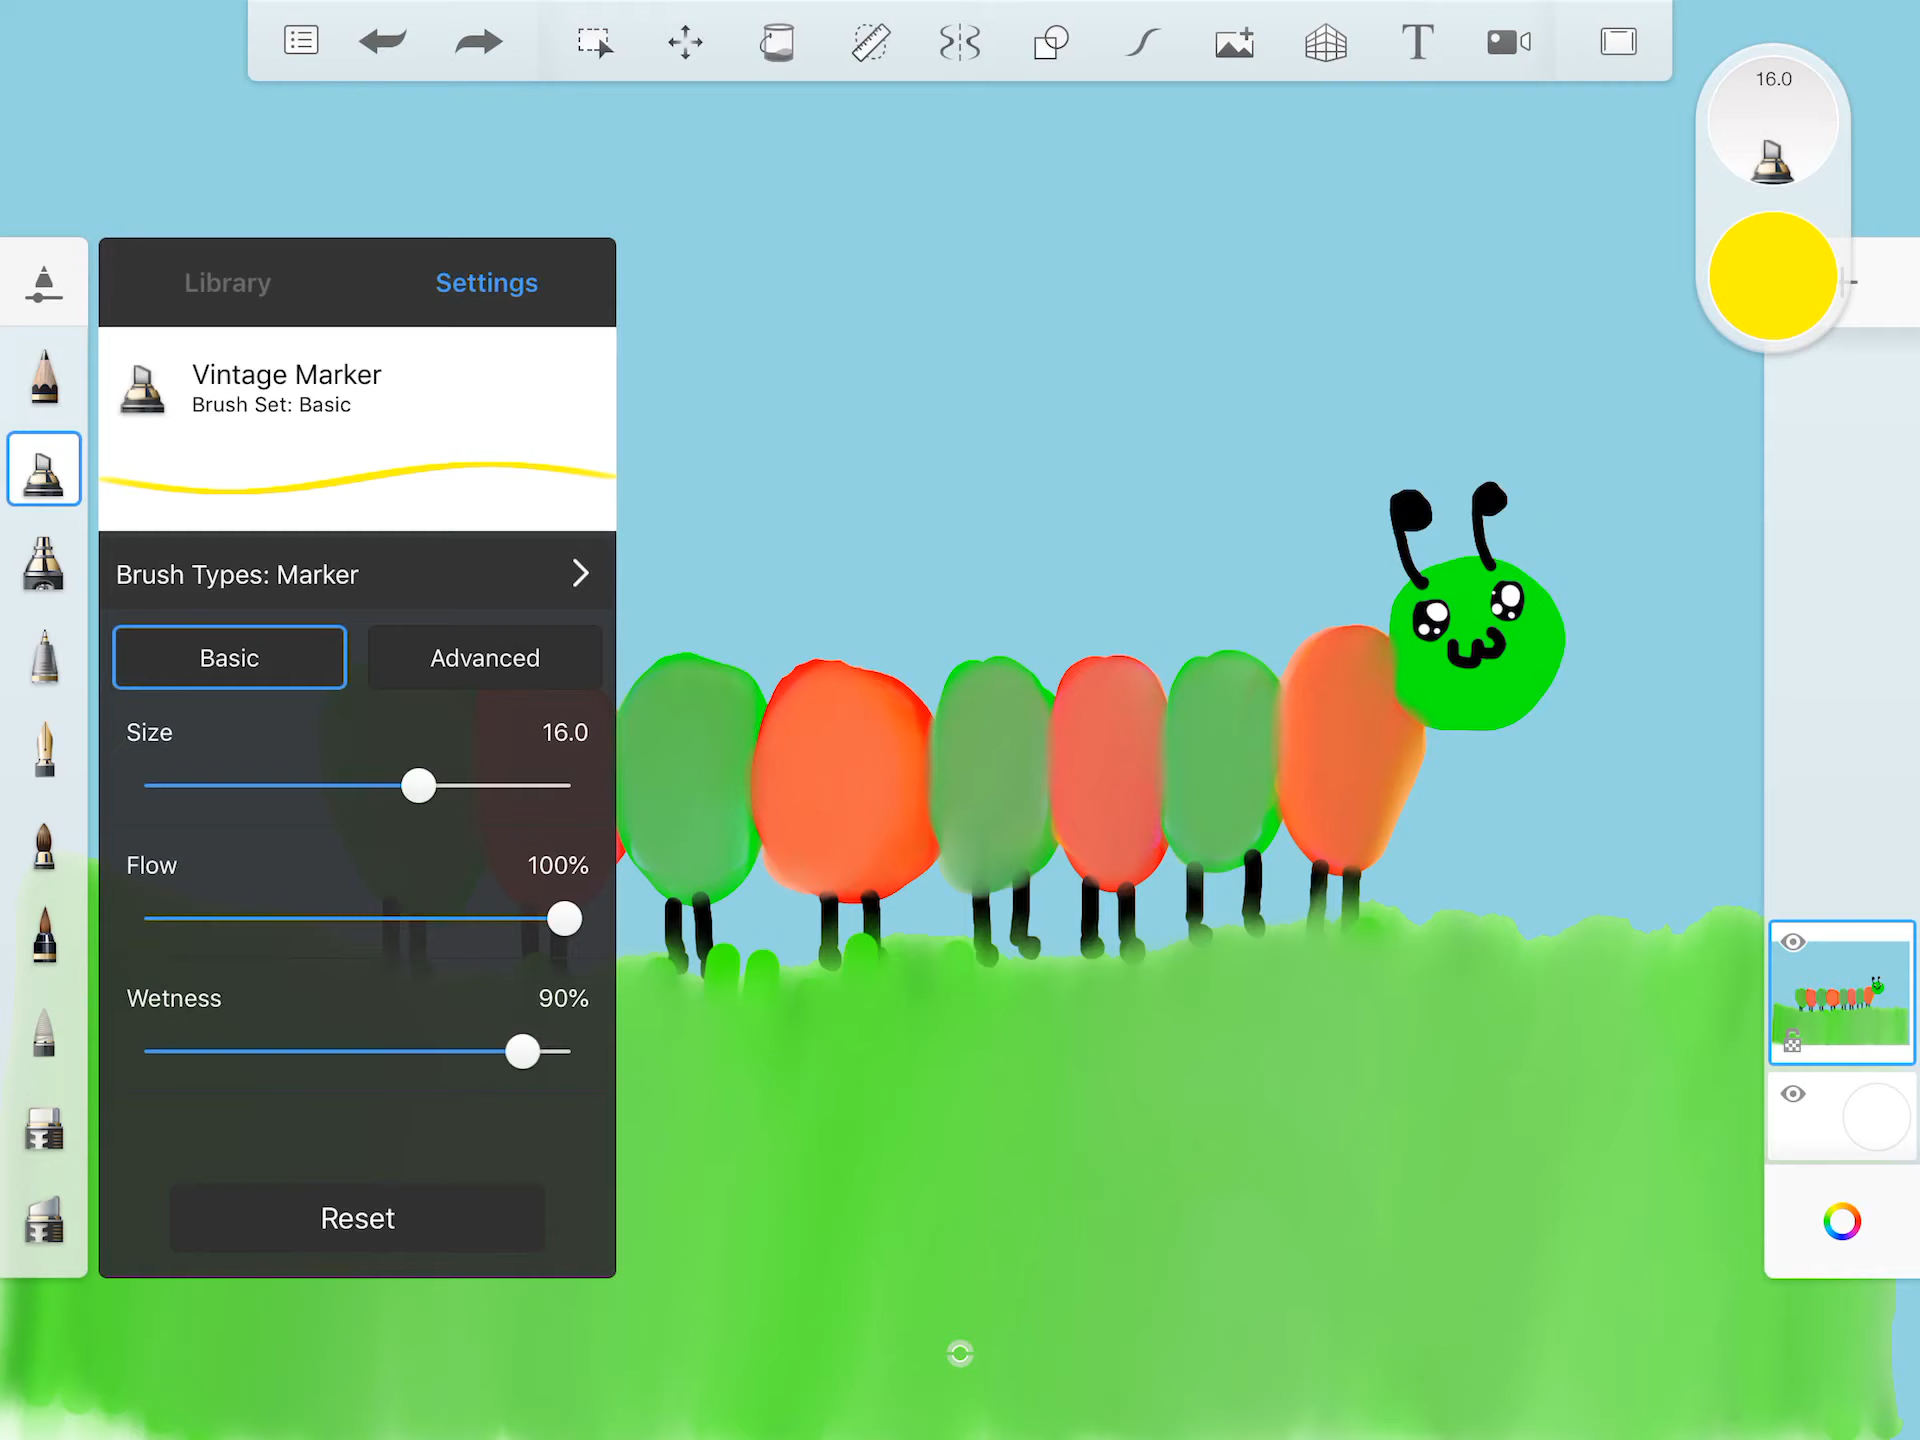 16.0
Library
Settings
Vintage Marker
Brush Set: Basic
Brush Types: Marker
Basic
Advanced
Size
16.0
Flow
100%
Wetness
90%
Reset